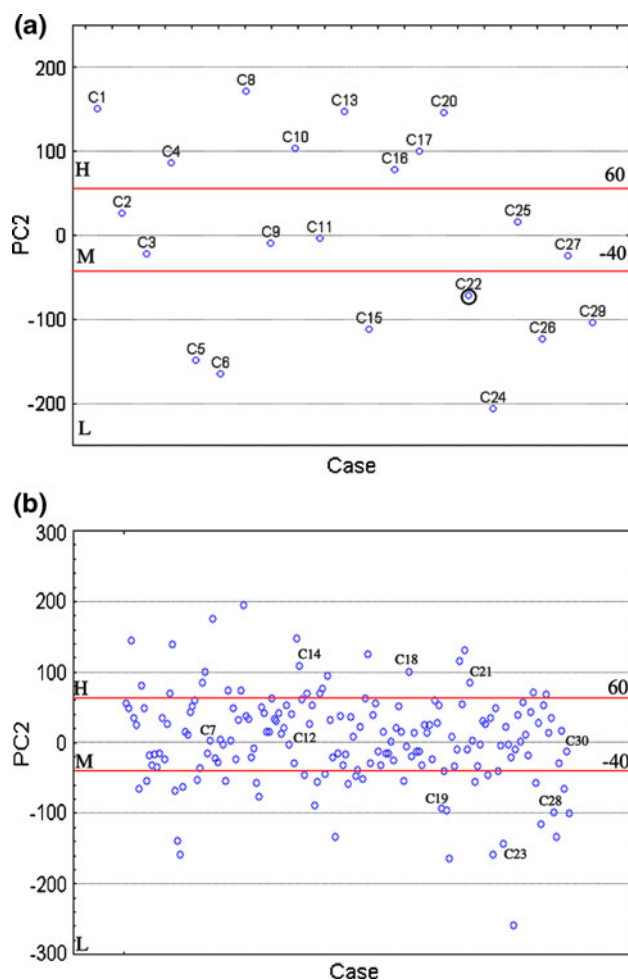 (a)
200
100
0
-100
-200
PC2
H
M
L
60
-40
C1
C2
C3
C4
C5
C6
C8
C9
C10
C11
C13
C15
C16
C17
C20
C22
C24
C25
C26
C27
C29
Case
(b)
300
200
100
0
-100
-200
-300
PC2
H
M
L
60
-40
C7
C12
C14
C18
C19
C21
C23
C28
C30
Case